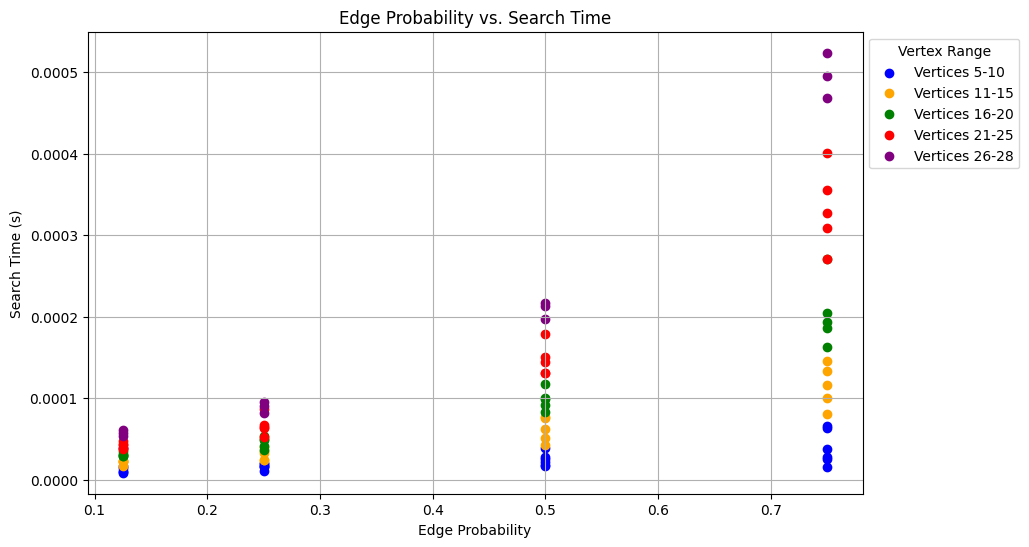 Edge Probability vs. Search Time
0.0005
0.0004
0.0003
0.0002
0.0001
0.0000
Search Time (s)
0.1 0.2 0.3 0.4 0.5 0.6 0.7
Edge Probability
Vertex Range
Vertices 5-10
Vertices 11-15
Vertices 16-20
Vertices 21-25
Vertices 26-28